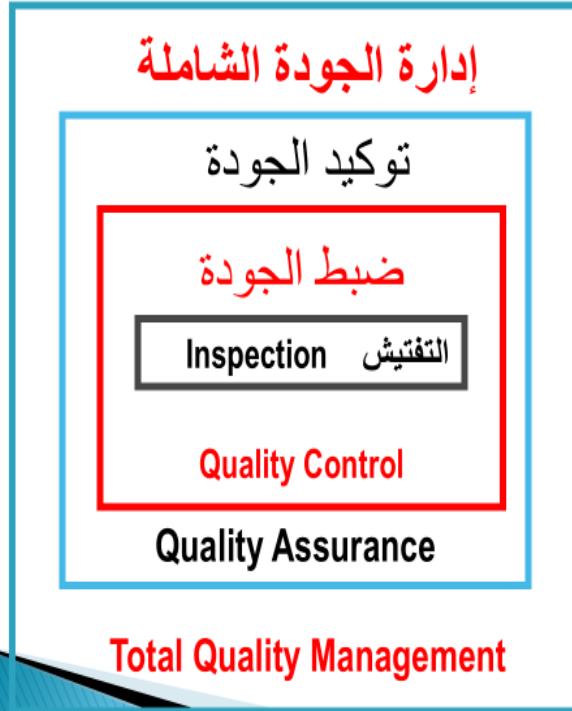 إدارة الجودة الشاملة
توكيد الجودة
ضبط الجودة
التفتيش Inspection
Quality Control
Quality Assurance
Total Quality Management